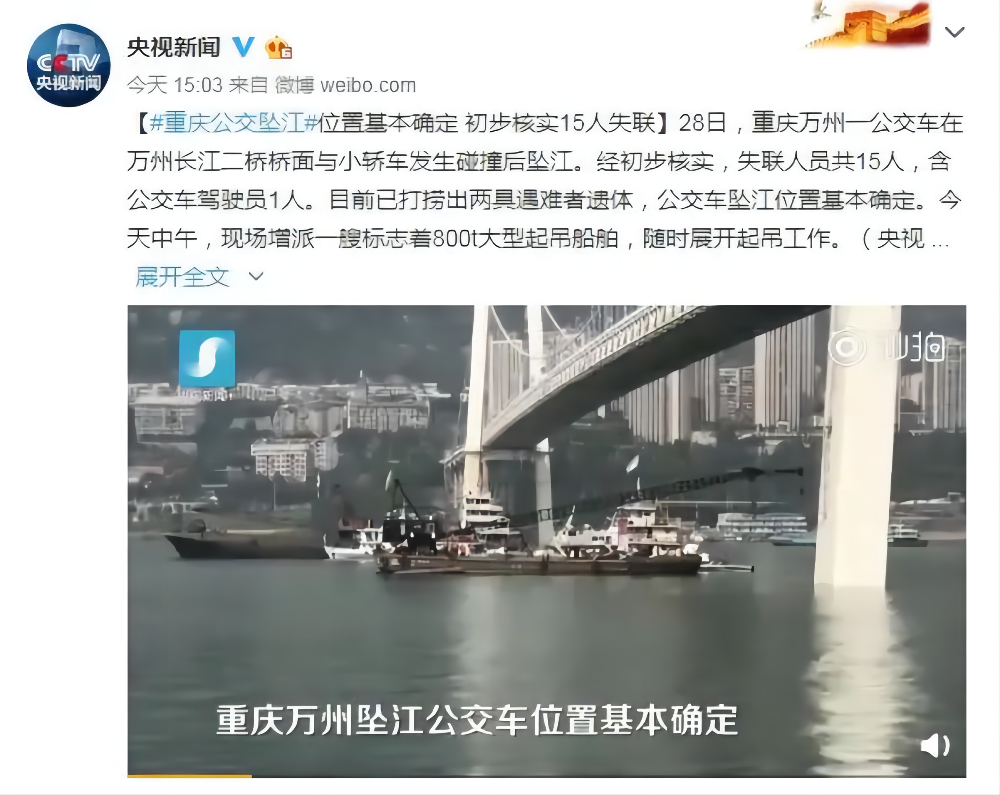 央视新闻
CCTV
央视新闻
今天 15:03 来自 微博 weibo.com
【#重庆公交坠江#位置基本确定 初步核实15人失联】28日，重庆万州一公交车在
万州长江二桥桥面与小轿车发生碰撞后坠江。经初步核实，失联人员共15人，含
公交车驾驶员1人。目前已打捞出两具遇难者遗体，公交车坠江位置基本确定。今
天中午，现场增派一艘标志着800t大型起吊船舶，随时展开起吊工作。（央视 ...
展开全文
重庆万州坠江公交车位置基本确定